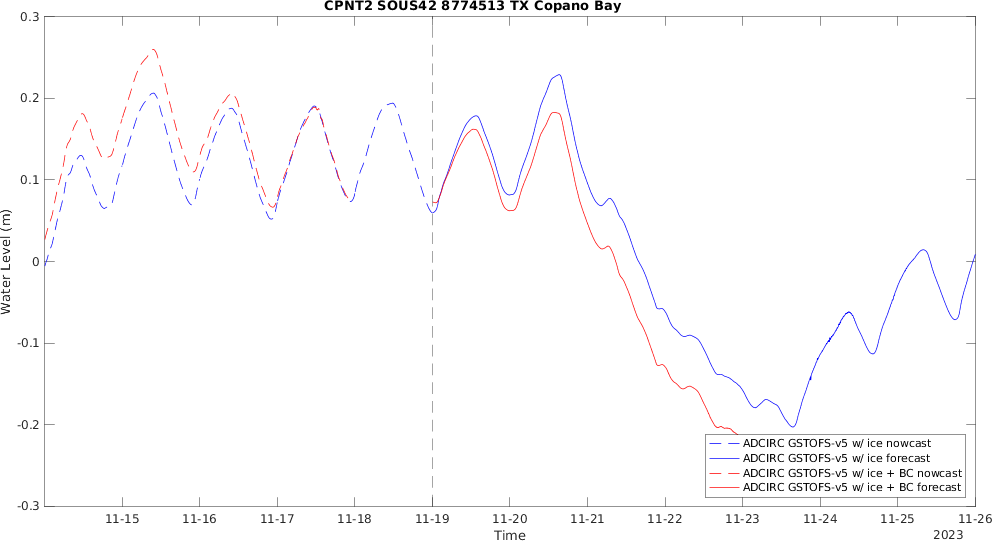 CPNT2 SOUS42 8774513 TX Copano Bay
0.3
0.2
0.1
0
-0.1
-0.2
-0.3
Water Level (m)
11-15
11-16
11-17
11-18
11-19
11-20
11-21
11-22
11-23
11-24
11-25
11-26
Time
2023
ADCIRC GSTOFS-v5 w/ ice nowcast
ADCIRC GSTOFS-v5 w/ ice forecast
ADCIRC GSTOFS-v5 w/ ice + BC nowcast
ADCIRC GSTOFS-v5 w/ ice + BC forecast